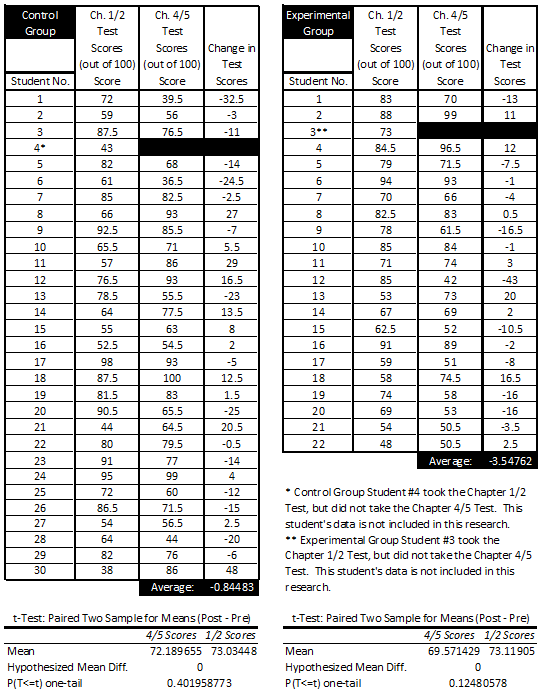 Control Group Ch. 1/2 Test Scores (out of 100) Ch. 4/5 Test Scores (out of 100) Change in Test
Student No. Score Score Scores
1 72 39.5 -32.5
2 59 56 -3
3 87.5 76.5 -11
4* 43
5 82 68 -14
6 61 36.5 -24.5
7 85 82.5 -2.5
8 66 93 27
9 92.5 85.5 -7
10 65.5 71 5.5
11 57 86 29
12 76.5 93 16.5
13 78.5 55.5 -23
14 64 77.5 13.5
15 55 63 8
16 52.5 54.5 2
17 98 93 -5
18 87.5 100 12.5
19 81.5 83 1.5
20 90.5 65.5 -25
21 44 64.5 20.5
22 80 79.5 -0.5
23 91 77 -14
24 95 99 4
25 72 60 -12
26 86.5 71.5 -15
27 54 56.5 2.5
28 64 44 -20
29 82 76 -6
30 38 86 48
Average: -0.84483
t-Test: Paired Two Sample for Means (Post - Pre)
4/5 Scores 1/2 Scores
Mean 72.189655 73.03448
Hypothesized Mean Diff. 0
P(T<=t) one-tail 0.401958773
Experimental Group Ch. 1/2 Test Scores (out of 100) Ch. 4/5 Test Scores (out of 100) Change in Test
Student No. Score Score Scores
1 83 70 -13
2 88 99 11
3** 73
4 84.5 96.5 12
5 79 71.5 -7.5
6 94 93 -1
7 70 66 -4
8 82.5 83 0.5
9 78 61.5 -16.5
10 85 84 -1
11 71 74 3
12 85 42 -43
13 53 73 20
14 67 69 2
15 62.5 52 -10.5
16 91 89 -2
17 59 51 -8
18 58 74.5 16.5
19 74 58 -16
20 69 53 -16
21 54 50.5 -3.5
22 48 50.5 2.5
Average: -3.54762
* Control Group Student #4 took the Chapter 1/2
Test, but did not take the Chapter 4/5 Test. This
student's data is not included in this research.
** Experimental Group Student #3 took the
Chapter 1/2 Test, but did not take the Chapter 4/5
Test. This student's data is not included in this
research.
t-Test: Paired Two Sample for Means (Post - Pre)
4/5 Scores 1/2 Scores
Mean 69.571429 73.11905
Hypothesized Mean Diff. 0
P(T<=t) one-tail 0.12480578